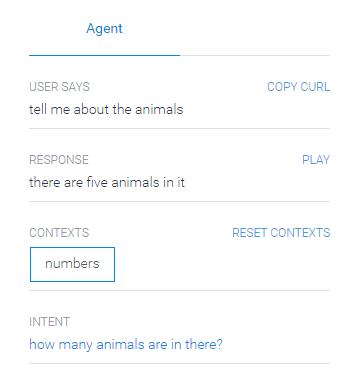 Agent
USER SAYS COPY CURL
tell me about the animals
RESPONSE PLAY
there are five animals in it
CONTEXTS RESET CONTEXTS
numbers
INTENT
how many animals are in there?